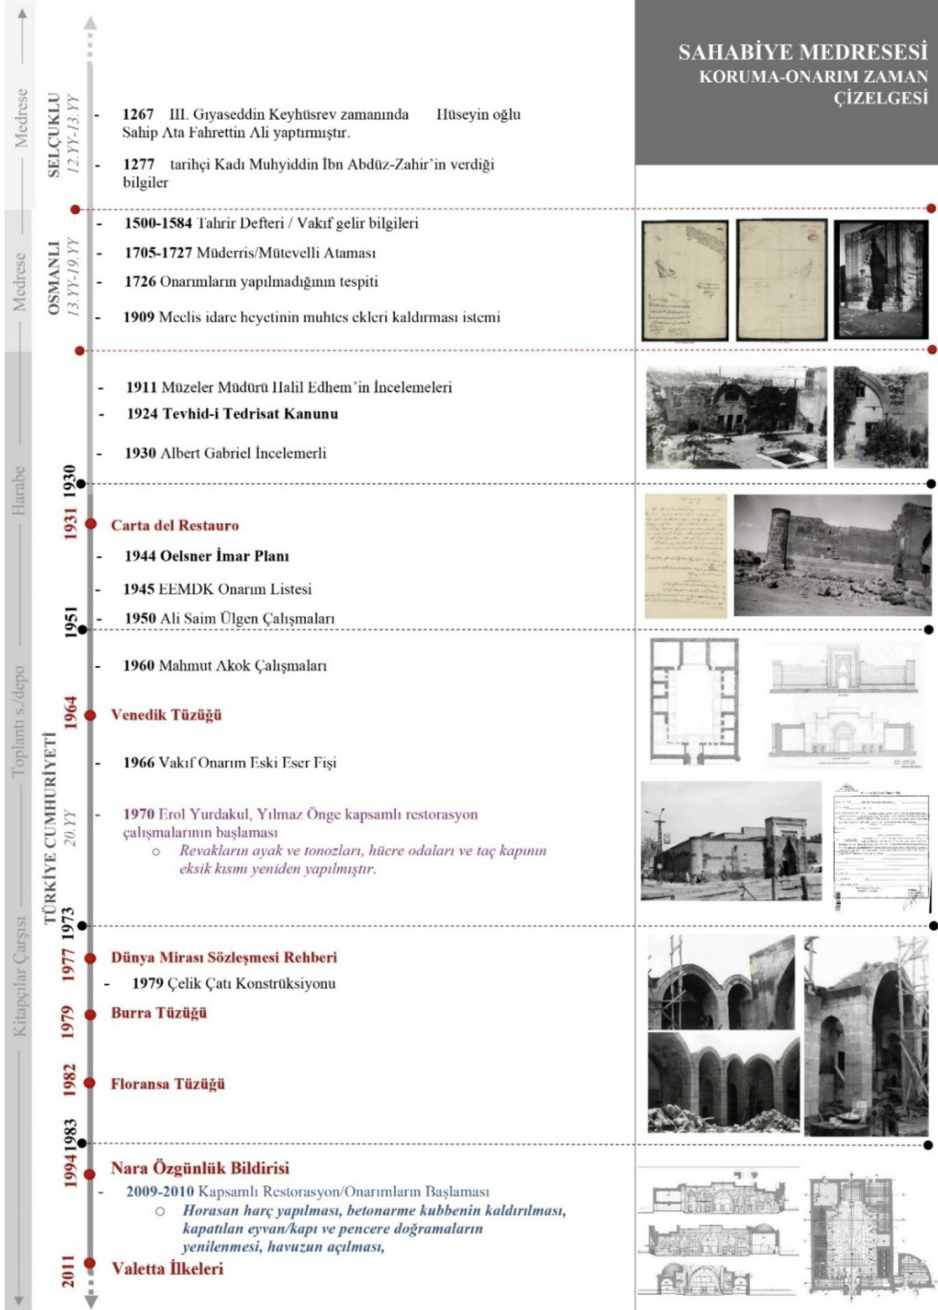 SAHABİYE MEDRESESİ
KORUMA-ONARIM ZAMAN
ÇİZELGESİ
Medrese
SELÇUKLU
12.YY-13.YY
- 1267 III. Gıyaseddin Keyhüsrev zamanında Hüseyin oğlu
Sahip Ata Fahrettin Ali yaptırmıştır.
- 1277 tarihçi Kadı Muhyiddin İbn Abdüz-Zahir'in verdiği
bilgiler
Medrese
OSMANLI
13.YY-19.YY
- 1500-1584 Tahrir Defteri / Vakıf gelir bilgileri
- 1705-1727 Müderris/Mütevelli Ataması
- 1726 Onarımların yapılmadığının tespiti
- 1909 Meclis idare heyetinin muhtes ekleri kaldırması istemi
Harabe
- 1911 Müzeler Müdürü Halil Edhem'in İncelemeleri
- 1924 Tevhid-i Tedrisat Kanunu
- 1930 Albert Gabriel İncelemerli
1930
1931 Carta del Restauro
- 1944 Oelsner İmar Planı
- 1945 EEMDK Onarım Listesi
- 1950 Ali Saim Ülgen Çalışmaları
1951
Toplantı s./depo
TÜRKİYE CUMHURİYETİ
20.YY
- 1960 Mahmut Akok Çalışmaları
1964 Venedik Tüzüğü
- 1966 Vakıf Onarım Eski Eser Fişi
- 1970 Erol Yurdakul, Yılmaz Önge kapsamlı restorasyon
çalışmalarının başlaması
o Revakların ayak ve tonozları, hücre odaları ve taç kapının
eksik kısmı yeniden yapılmıştır.
1973
Kitapçılar Çarşısı
1977 Dünya Mirası Sözleşmesi Rehberi
- 1979 Çelik Çatı Konstrüksiyonu
1979 Burra Tüzüğü
1982 Floransa Tüzüğü
1983
1994 Nara Özgünlük Bildirisi
- 2009-2010 Kapsamlı Restorasyon/Onarımların Başlaması
o Horasan harç yapılması, betonarme kubbenin kaldırılması,
kapatılan eyvan/kapı ve pencere doğramaların
yenilenmesi, havuzun açılması,
2011 Valetta İlkeleri